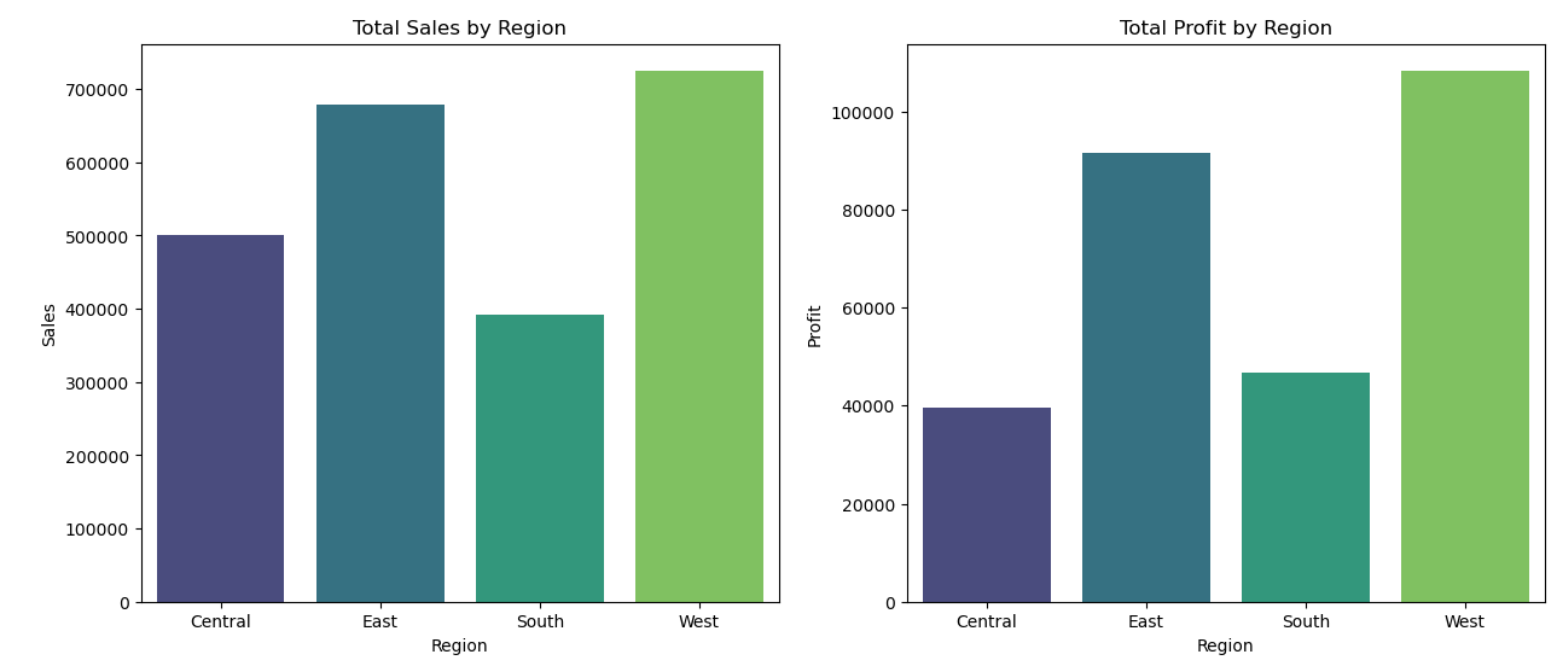 Total Sales by Region
700000
600000
500000
400000
300000
200000
100000
0
Sales
Central East South West
Region
Total Profit by Region
100000
80000
60000
40000
20000
0
Profit
Central East South West
Region